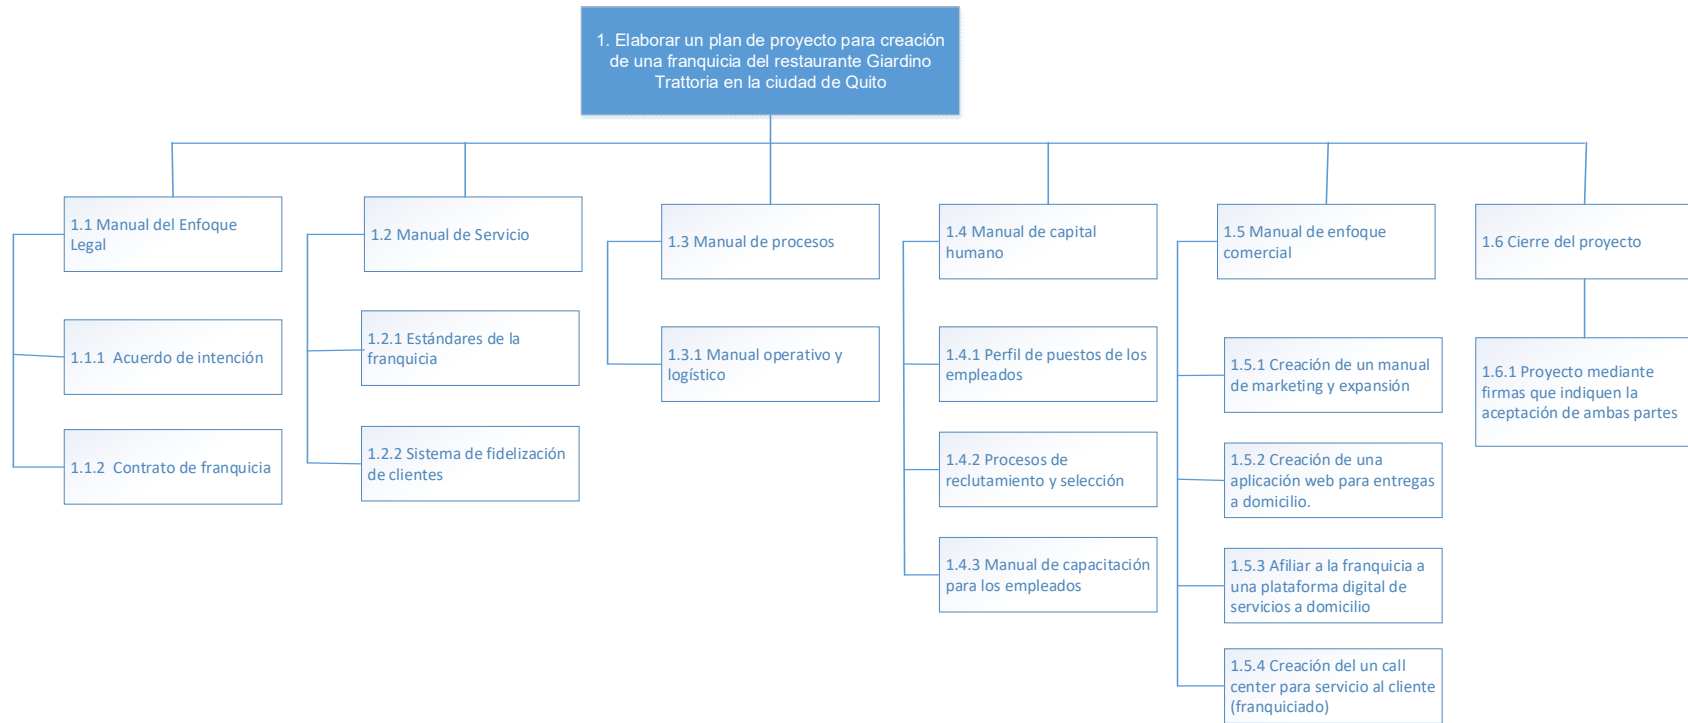 1. Elaborar un plan de proyecto para creación
de una franquicia del restaurante Giardino
Trattoria en la ciudad de Quito
1.1 Manual del Enfoque
Legal
1.1.1 Acuerdo de intención
1.1.2 Contrato de franquicia
1.2 Manual de Servicio
1.2.1 Estándares de la
franquicia
1.2.2 Sistema de fidelización
de clientes
1.3 Manual de procesos
1.3.1 Manual operativo y
logístico
1.4 Manual de capital
humano
1.4.1 Perfil de puestos de los
empleados
1.4.2 Procesos de
reclutamiento y selección
1.4.3 Manual de capacitación
para los empleados
1.5 Manual de enfoque
comercial
1.5.1 Creación de un manual
de marketing y expansión
1.5.2 Creación de una
aplicación web para entregas
a domicilio.
1.5.3 Afiliar a la franquicia a
una plataforma digital de
servicios a domicilio
1.5.4 Creación del un call
center para servicio al cliente
(franquiciado)
1.6 Cierre del proyecto
1.6.1 Proyecto mediante
firmas que indiquen la
aceptación de ambas partes